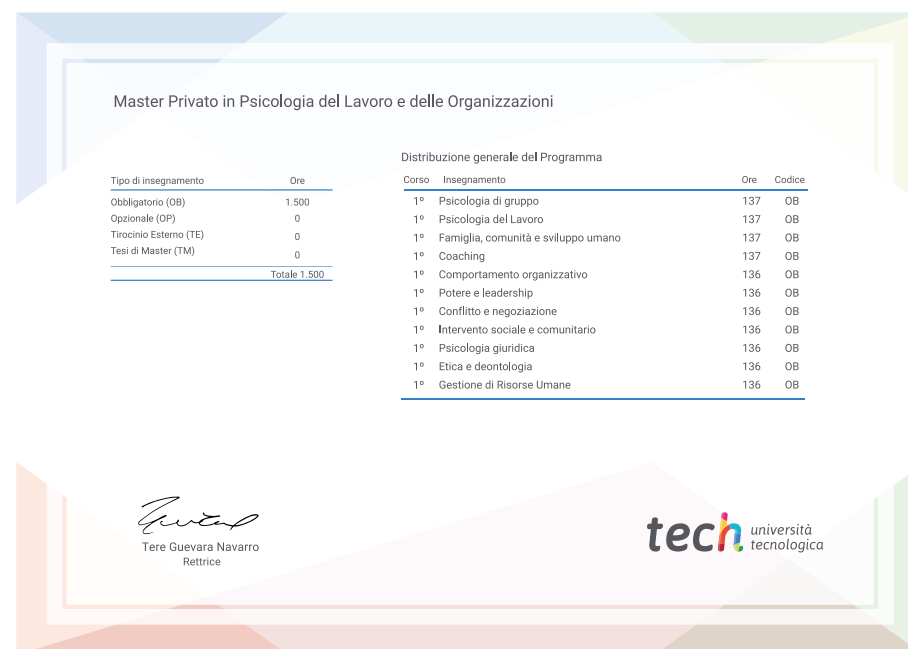 Master Privato in Psicologia del Lavoro e delle Organizzazioni
Tipo di insegnamento Ore
Obbligatorio (OB) 1.500
Opzionale (OP) 0
Tirocinio Esterno (TE) 0
Tesi di Master (TM) 0
Totale 1.500
Distribuzione generale del Programma
Corso Insegnamento Ore Codice
1º Psicologia di gruppo 137 OB
1º Psicologia del Lavoro 137 OB
1º Famiglia, comunità e sviluppo umano 137 OB
1º Coaching 137 OB
1º Comportamento organizzativo 136 OB
1º Potere e leadership 136 OB
1º Conflitto e negoziazione 136 OB
1º Intervento sociale e comunitario 136 OB
1º Psicologia giuridica 136 OB
1º Etica e deontologia 136 OB
1º Gestione di Risorse Umane 136 OB
Tere Guevara Navarro
Rettrice
tech università
tecnologica